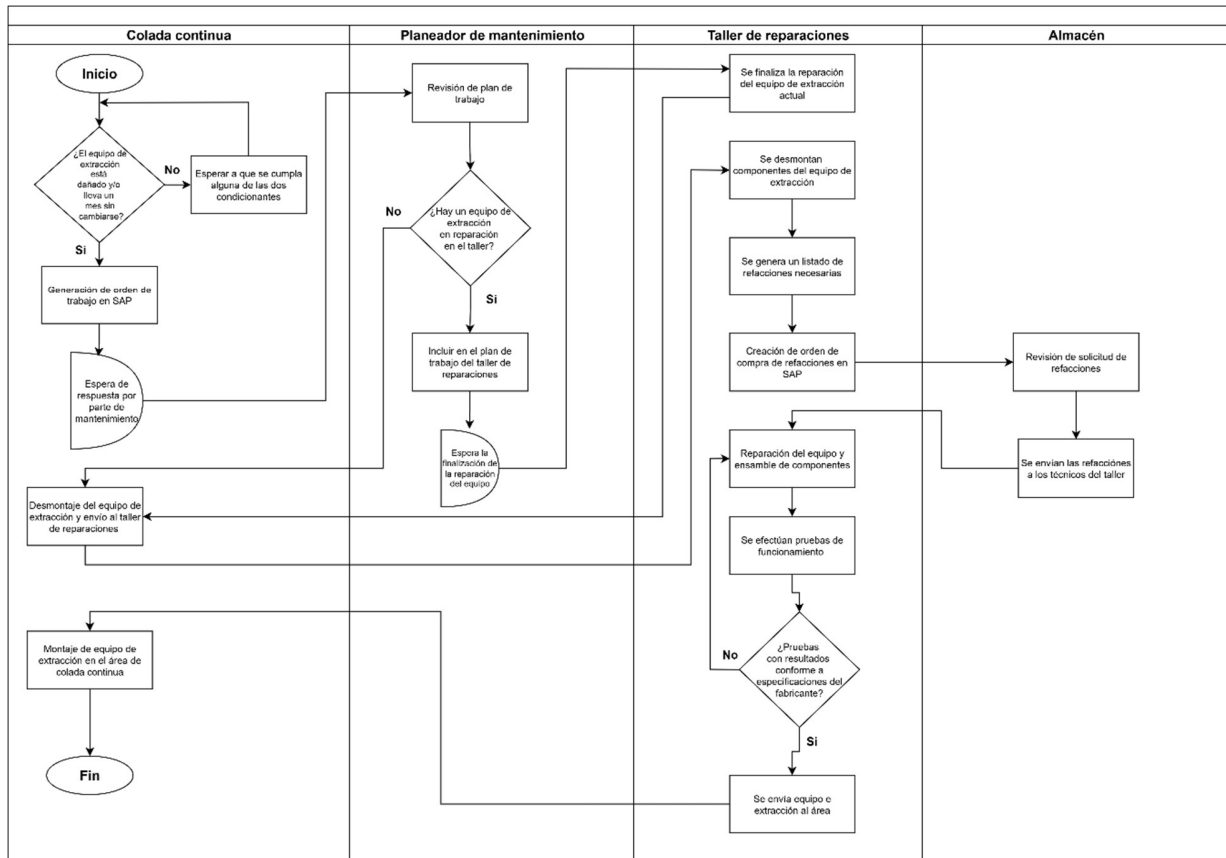 Colada continua
Planeador de mantenimiento
Taller de reparaciones
Almacén
Inicio
¿El equipo de
extracción
está
dañado y/o
lleva un
mes sin
cambiarse?
No
Esperar a que se cumpla
alguna de las dos
condicionantes
Si
Generación de orden de
trabajo en SAP
Espera de
respuesta por
parte de
mantenimiento
Desmontaje del equipo de
extracción y envío al taller
de reparaciones
Montaje de equipo de
extracción en el área de
colada continua
Fin
Revisión de plan de
trabajo
¿Hay un equipo de
extracción
en reparación
en el taller?
No
Si
Incluir en el plan de
trabajo del taller de
reparaciones
Espera la
finalización de
la reparación
del equipo
Se finaliza la reparación
del equipo de extracción
actual
Se desmontan
componentes del equipo de
extracción
Se genera un listado de
refacciones necesarias
Creación de orden de
compra de refacciones en
SAP
Reparación del equipo y
ensamble de componentes
Se efectúan pruebas de
funcionamiento
¿Pruebas
con resultados
conforme a
especificaciones del
fabricante?
No
Si
Se envía equipo e
extracción al área
Revisión de solicitud de
refacciones
Se envían las refacciónes
a los técnicos del taller